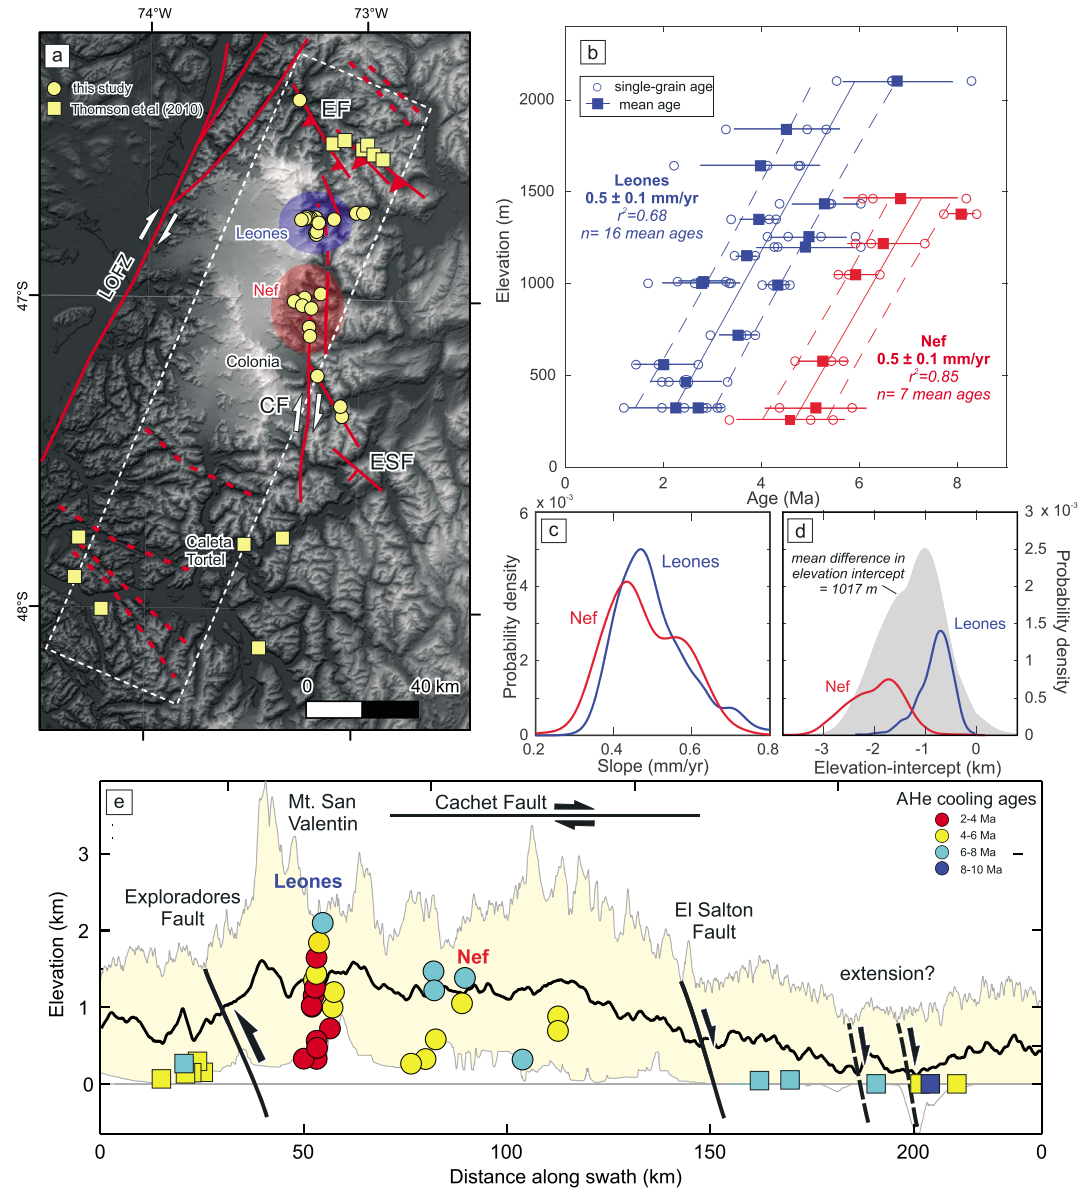 74°W
73°W
a
this study
Thomson et al (2010)
EF
Leones
LOFZ
47°S
Nef
Colonia
CF
ESF
Caleta
Tortel
48°S
0
40 km
b
single-grain age
mean age
2000
1500
1000
500
0
Elevation (m)
Leones
0.5 ± 0.1 mm/yr
r²=0.68
n= 16 mean ages
Nef
0.5 ± 0.1 mm/yr
r²=0.85
n= 7 mean ages
2
4
6
8
Age (Ma)
x 10⁻³
c
6
4
2
0
Probability density
Leones
Nef
0.2
0.4
0.6
0.8
Slope (mm/yr)
d
3 x 10⁻³
2.5
2
1.5
1
0.5
0
Probability density
mean difference in
elevation intercept
= 1017 m
Leones
Nef
-3
-2
-1
0
Elevation-intercept (km)
e
Mt. San
Valentin
Cachet Fault
AHe cooling ages
2-4 Ma
4-6 Ma
6-8 Ma
8-10 Ma
Leones
Exploradores
Fault
Nef
El Salton
Fault
extension?
3
2
1
0
Elevation (km)
0
50
100
150
200
0
Distance along swath (km)